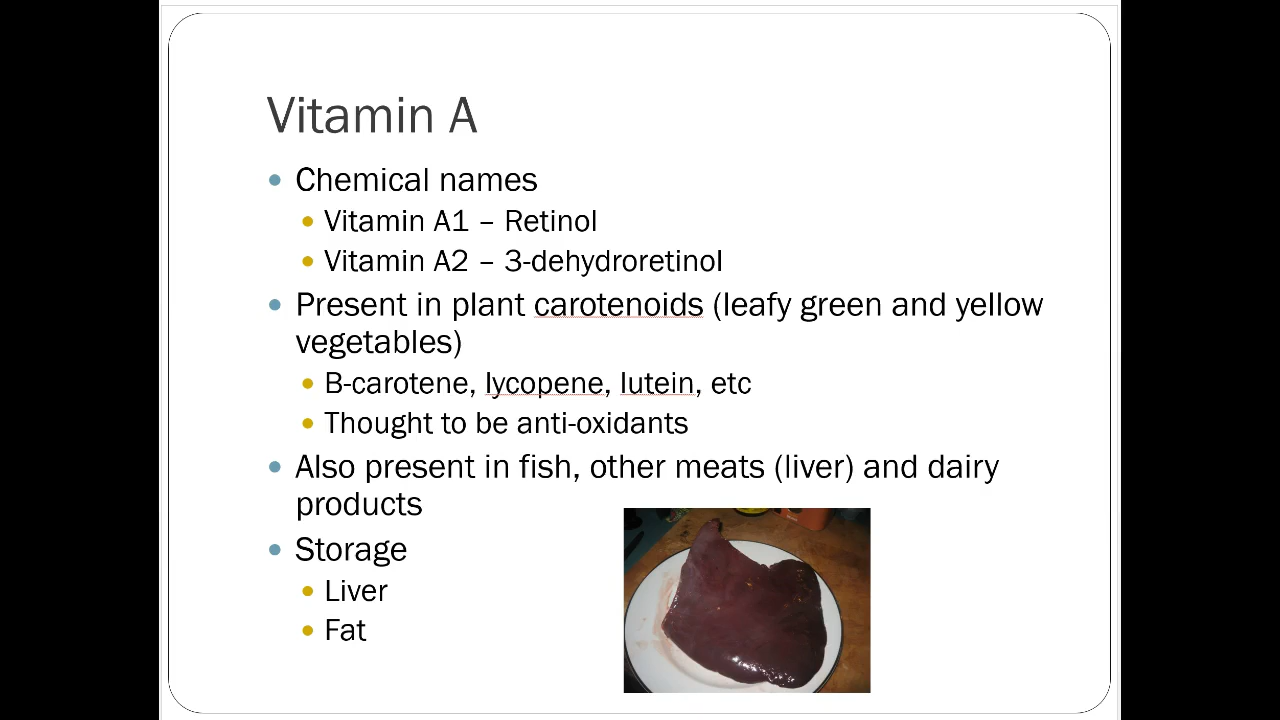 Vitamin A
Chemical names
Vitamin A1 – Retinol
Vitamin A2 – 3-dehydroretinol
Present in plant carotenoids (leafy green and yellow
vegetables)
B-carotene, lycopene, lutein, etc
Thought to be anti-oxidants
Also present in fish, other meats (liver) and dairy
products
Storage
Liver
Fat